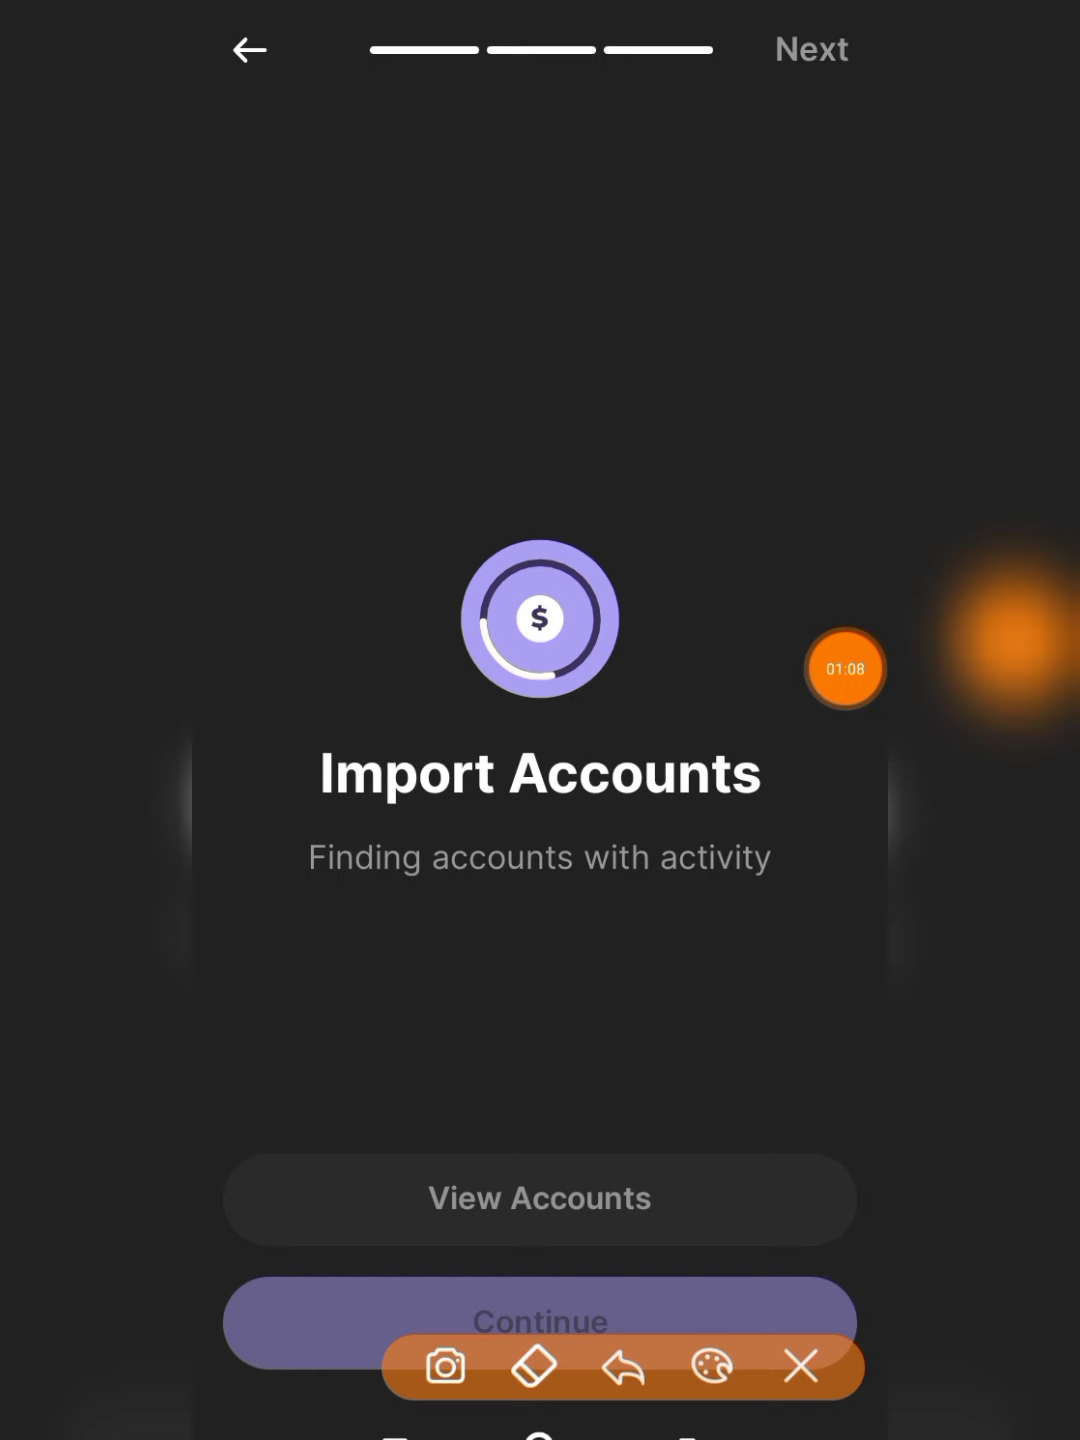 Next
$
01:08
Import Accounts
Finding accounts with activity
View Accounts
Continue